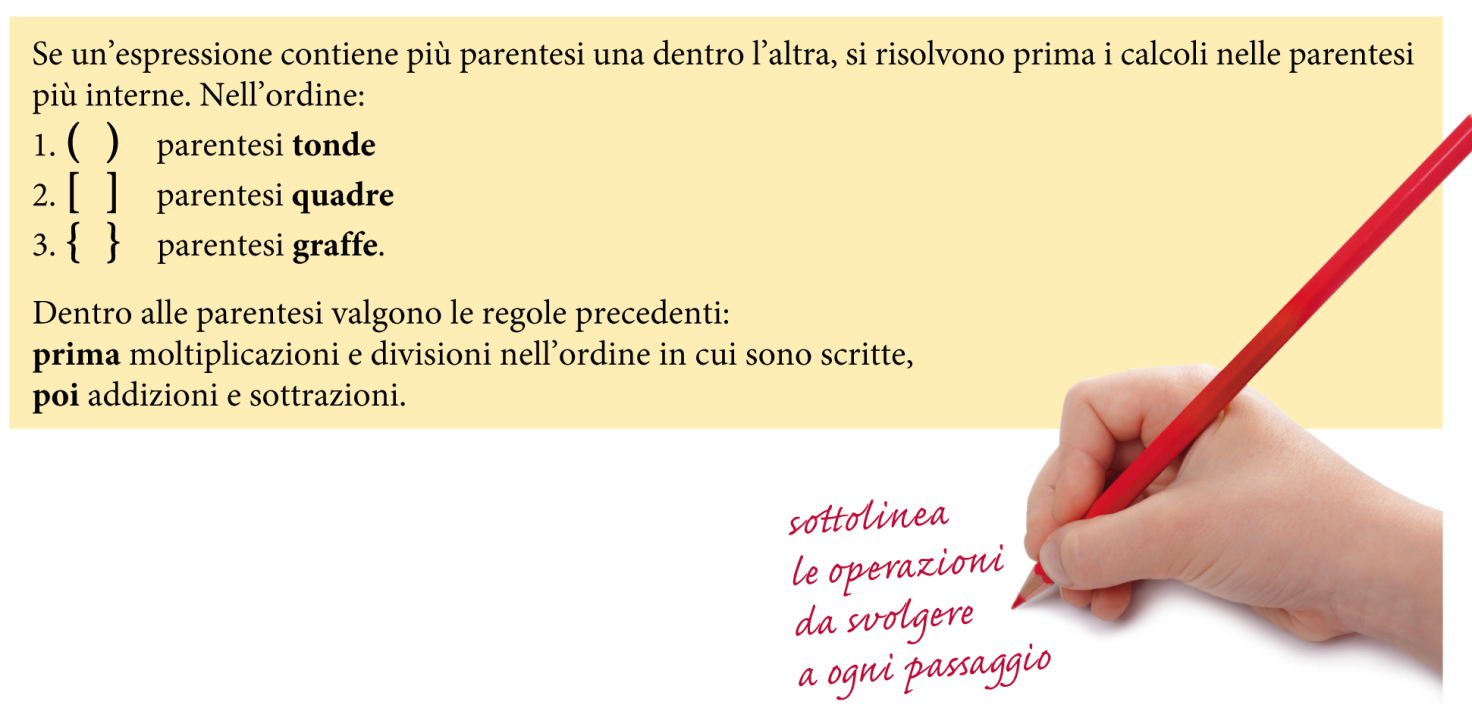 Se un’espressione contiene più parentesi una dentro l’altra, si risolvono prima i calcoli nelle parentesi
più interne. Nell’ordine:
1. ( ) parentesi tonde
2. [ ] parentesi quadre
3. { } parentesi graffe.
Dentro alle parentesi valgono le regole precedenti:
prima moltiplicazioni e divisioni nell’ordine in cui sono scritte,
poi addizioni e sottrazioni.
sottolinea
le operazioni
da svolgere
a ogni passaggio